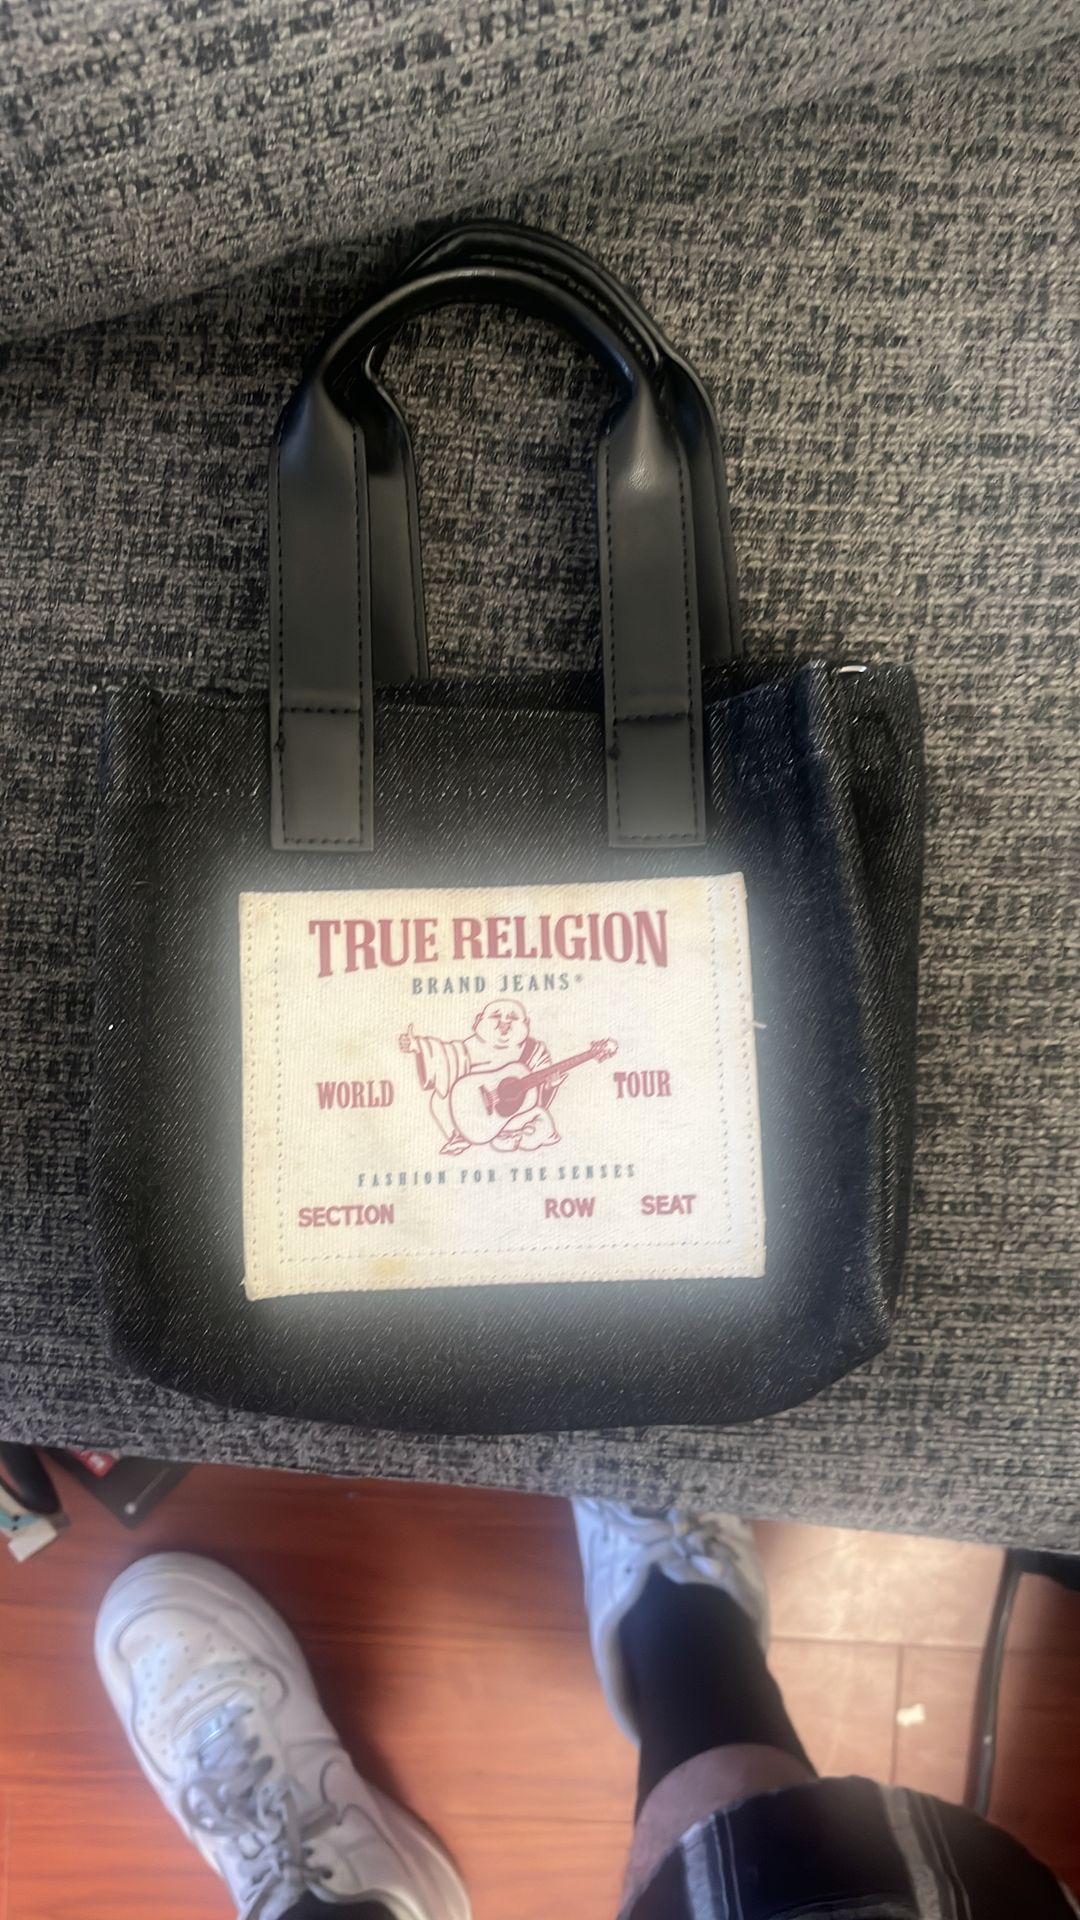 TRUE RELIGION
BRAND JEANS®
WORLD TOUR
FASHION FOR THE SENSES
SECTION ROW SEAT